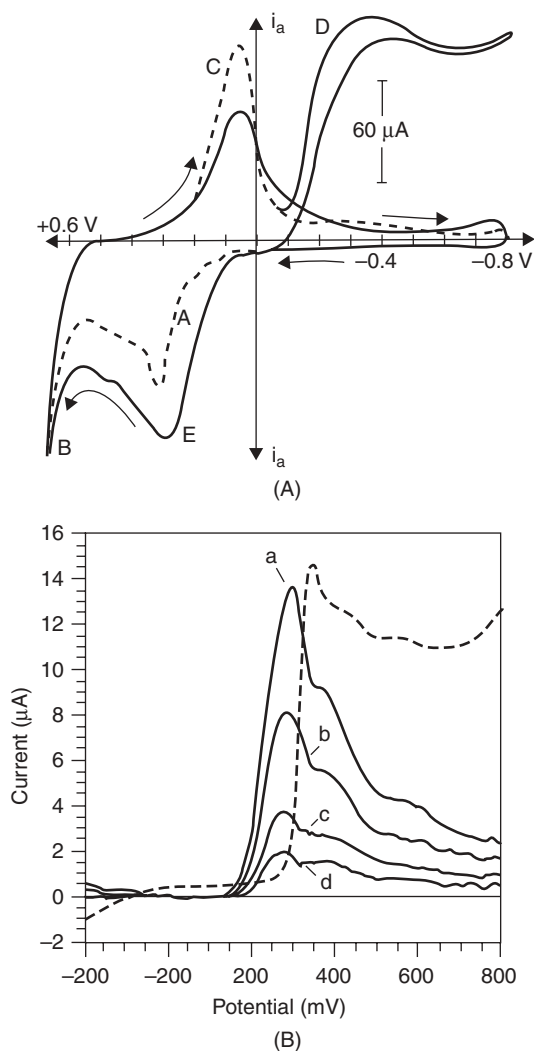 i_a
C
D
60 μA
+0.6 V
−0.4
−0.8 V
A
B
E
i_a
(A)
16
14
12
10
8
6
4
2
0
−2
Current (μA)
a
b
c
d
−200 −200 200 400 600 800
Potential (mV)
(B)